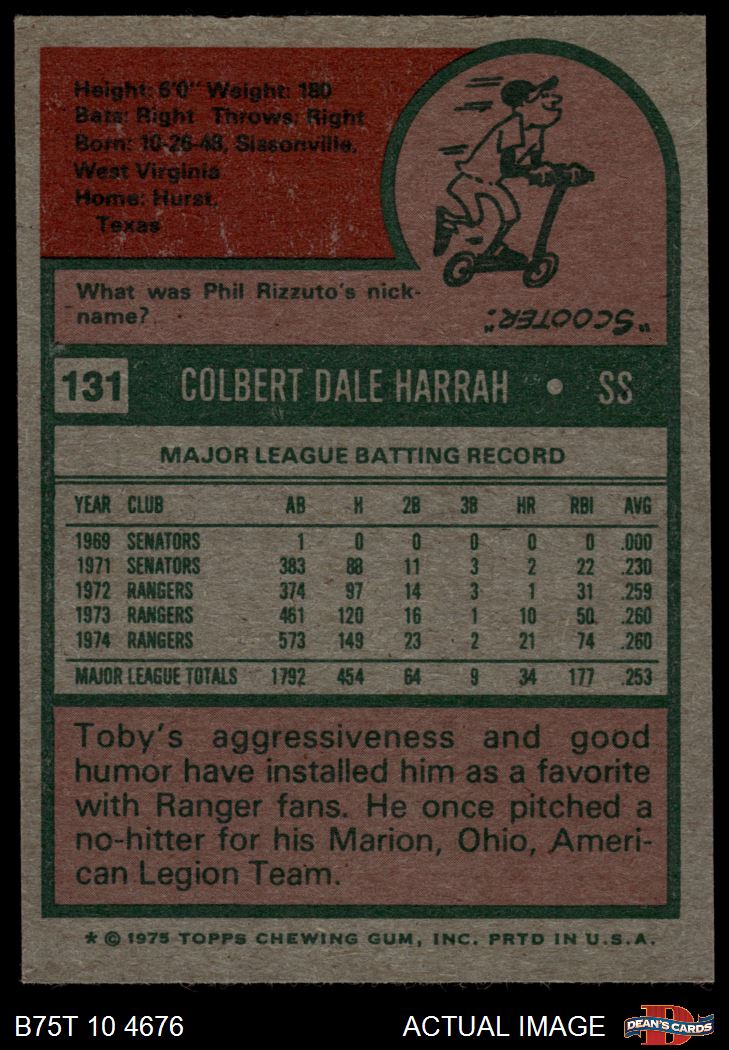 Height: 6'0" Weight: 180
Bats: Right Throws: Right
Born: 10-26-48, Sissonville,
West Virginia
Home: Hurst,
Texas
What was Phil Rizzuto's nick-
name?
"SCOOTER."
131 COLBERT DALE HARRAH • SS
MAJOR LEAGUE BATTING RECORD
YEAR CLUB AB H 2B 3B HR RBI AVG
1969 SENATORS 1 0 0 0 0 0 .000
1971 SENATORS 383 88 11 3 2 22 .230
1972 RANGERS 374 97 14 3 1 31 .259
1973 RANGERS 461 120 16 1 10 50 .260
1974 RANGERS 573 149 23 2 21 74 .260
MAJOR LEAGUE TOTALS 1792 454 64 9 34 177 .253
Toby's aggressiveness and good
humor have installed him as a favorite
with Ranger fans. He once pitched a
no-hitter for his Marion, Ohio, Ameri-
can Legion Team.
* © 1975 TOPPS CHEWING GUM, INC. PRTD IN U.S.A.
B75T 10 4676 ACTUAL IMAGE
D
DEAN'S CARDS